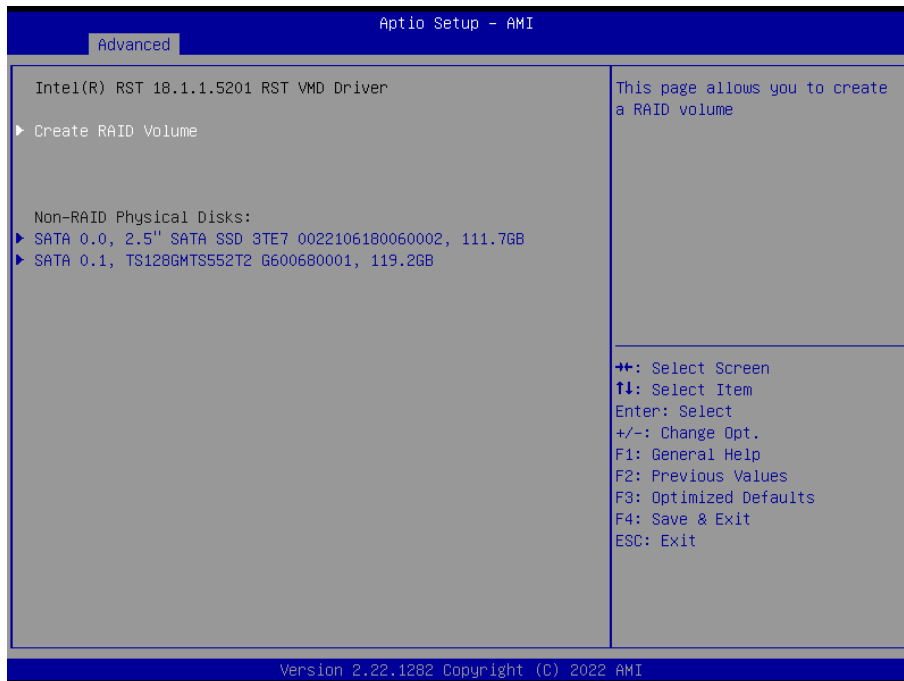 Aptio Setup – AMI
Advanced
Intel(R) RST 18.1.1.5201 RST VMD Driver
Create RAID Volume
Non-RAID Physical Disks:
SATA 0.0, 2.5" SATA SSD 3TE7 0022106180060002, 111.7GB
SATA 0.1, TS128GMTS552T2 G600680001, 119.2GB
This page allows you to create
a RAID volume
→←: Select Screen
↑↓: Select Item
Enter: Select
+/-: Change Opt.
F1: General Help
F2: Previous Values
F3: Optimized Defaults
F4: Save & Exit
ESC: Exit
Version 2.22.1282 Copyright (C) 2022 AMI